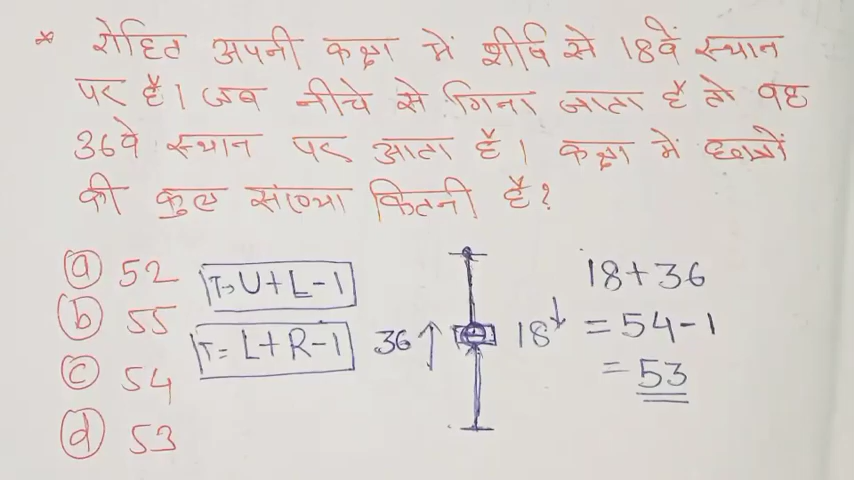 * रोहित अपनी कक्षा में शीर्ष से 18वें स्थान
पर है। जब नीचे से गिना जाता है तो वह
36वे स्थान पर आता है। कक्षा में छात्रों
की कुल संख्या कितनी है?
(a) 52
(b) 55
(c) 54
(d) 53
T= U+L-1
T= L+R-1
36↑
18↓
18+36
=54-1
=53